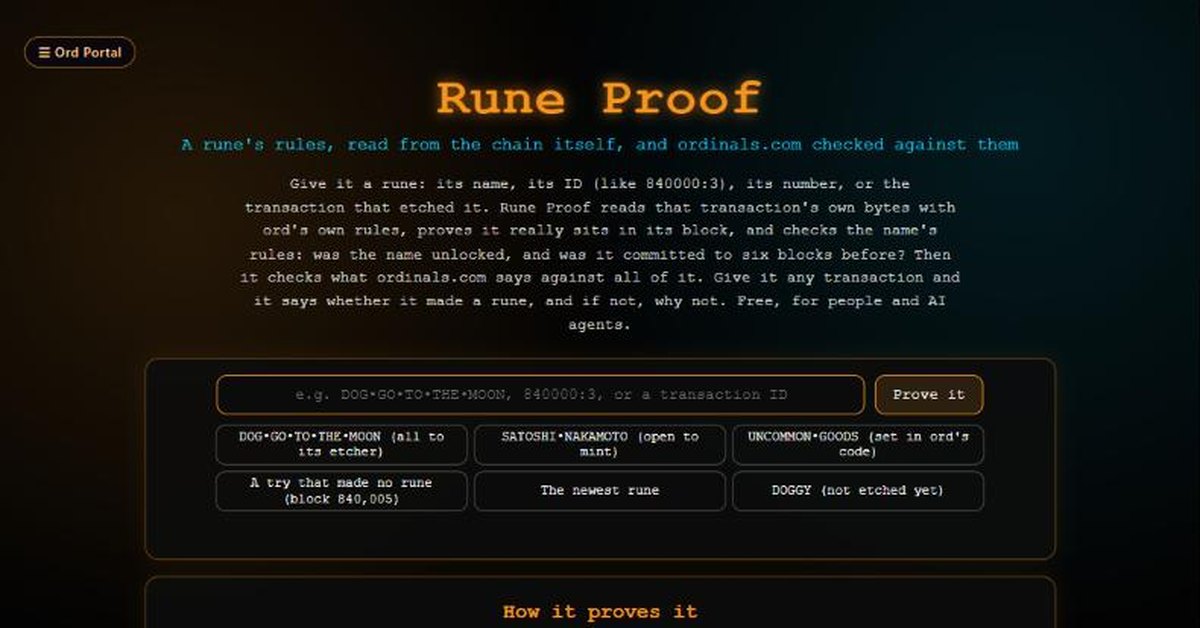 ☰ Ord Portal
Rune Proof
A rune's rules, read from the chain itself, and ordinals.com checked against them
Give it a rune: its name, its ID (like 840000:3), its number, or the
transaction that etched it. Rune Proof reads that transaction's own bytes with
ord's own rules, proves it really sits in its block, and checks the name's
rules: was the name unlocked, and was it committed to six blocks before? Then
it checks what ordinals.com says against all of it. Give it any transaction and
it says whether it made a rune, and if not, why not. Free, for people and AI
agents.
e.g. DOG•GO•TO•THE•MOON, 840000:3, or a transaction ID
Prove it
DOG•GO•TO•THE•MOON (all to
its etcher)
SATOSHI•NAKAMOTO (open to
mint)
UNCOMMON•GOODS (set in ord's
code)
A try that made no rune
(block 840,005)
The newest rune
DOGGY (not etched yet)
How it proves it